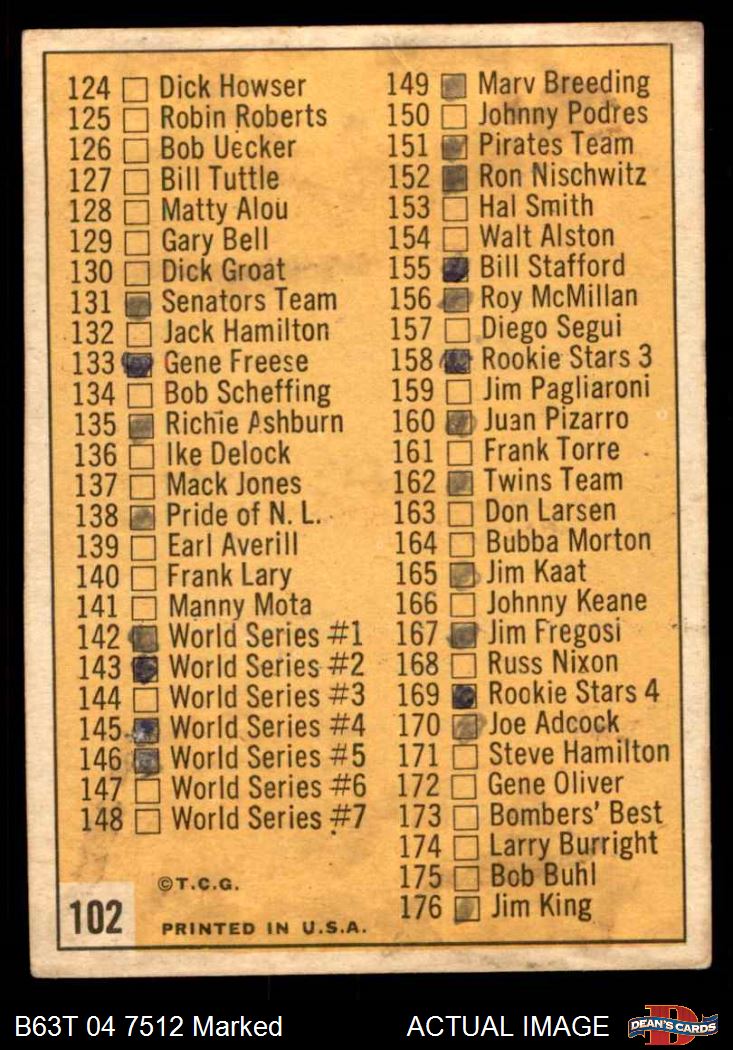 124 Dick Howser
125 Robin Roberts
126 Bob Uecker
127 Bill Tuttle
128 Matty Alou
129 Gary Bell
130 Dick Groat
131 Senators Team
132 Jack Hamilton
133 Gene Freese
134 Bob Scheffing
135 Richie Ashburn
136 Ike Delock
137 Mack Jones
138 Pride of N. L.
139 Earl Averill
140 Frank Lary
141 Manny Mota
142 World Series #1
143 World Series #2
144 World Series #3
145 World Series #4
146 World Series #5
147 World Series #6
148 World Series #7
149 Marv Breeding
150 Johnny Podres
151 Pirates Team
152 Ron Nischwitz
153 Hal Smith
154 Walt Alston
155 Bill Stafford
156 Roy McMillan
157 Diego Segui
158 Rookie Stars 3
159 Jim Pagliaroni
160 Juan Pizarro
161 Frank Torre
162 Twins Team
163 Don Larsen
164 Bubba Morton
165 Jim Kaat
166 Johnny Keane
167 Jim Fregosi
168 Russ Nixon
169 Rookie Stars 4
170 Joe Adcock
171 Steve Hamilton
172 Gene Oliver
173 Bombers' Best
174 Larry Burright
175 Bob Buhl
176 Jim King
©T.C.G.
102
PRINTED IN U.S.A.
B63T 04 7512 Marked
ACTUAL IMAGE
D
DEAN'S CARDS